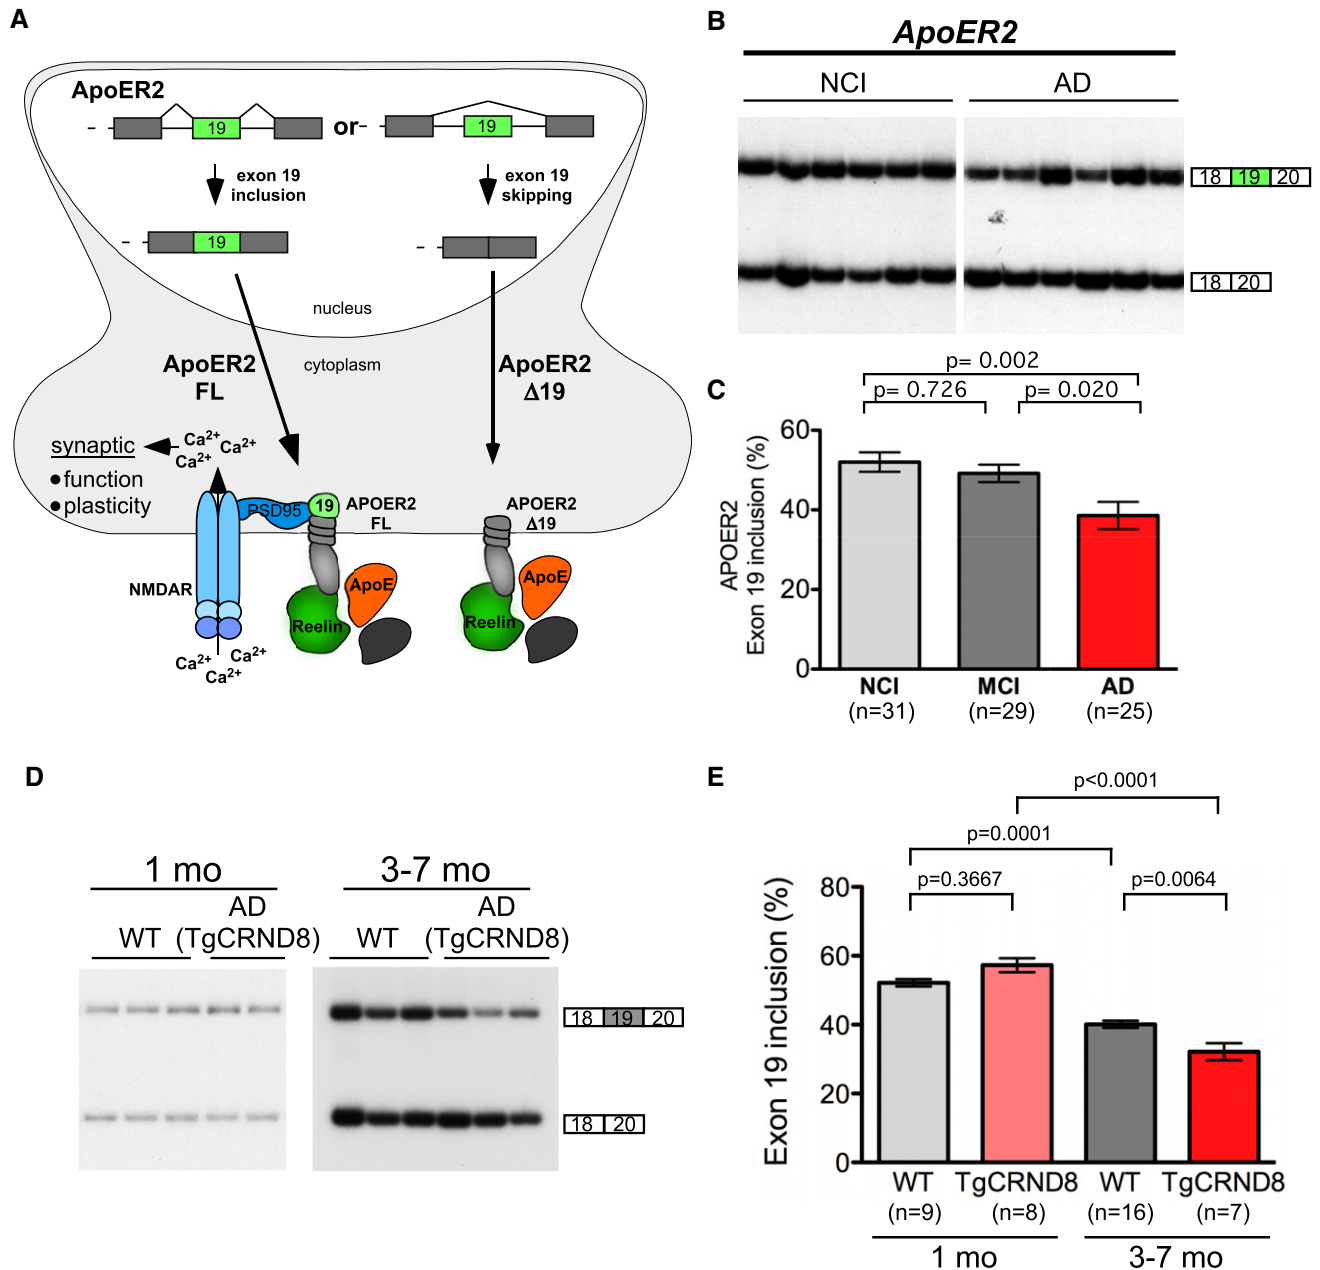 A
ApoER2
19
or
19
exon 19
inclusion
exon 19
skipping
19
nucleus
cytoplasm
ApoER2
FL
ApoER2
Δ19
synaptic
function
plasticity
Ca2+
Ca2+
Ca2+
PSD95
19
APOER2
FL
APOER2
Δ19
NMDAR
ApoE
Reelin
ApoE
Reelin
Ca2+
Ca2+
Ca2+
B
ApoER2
NCI
AD
18 19 20
18 20
C
p= 0.002
p= 0.726
p= 0.020
APOER2
Exon 19 inclusion (%)
60
40
20
0
NCI
MCI
AD
(n=31)
(n=29)
(n=25)
D
1 mo
3-7 mo
AD
AD
WT (TgCRND8)
WT (TgCRND8)
18 19 20
18 20
E
p<0.0001
p=0.0001
p=0.3667
p=0.0064
Exon 19 inclusion (%)
80
60
40
20
0
WT TgCRND8 WT TgCRND8
(n=9) (n=8) (n=16) (n=7)
1 mo
3-7 mo